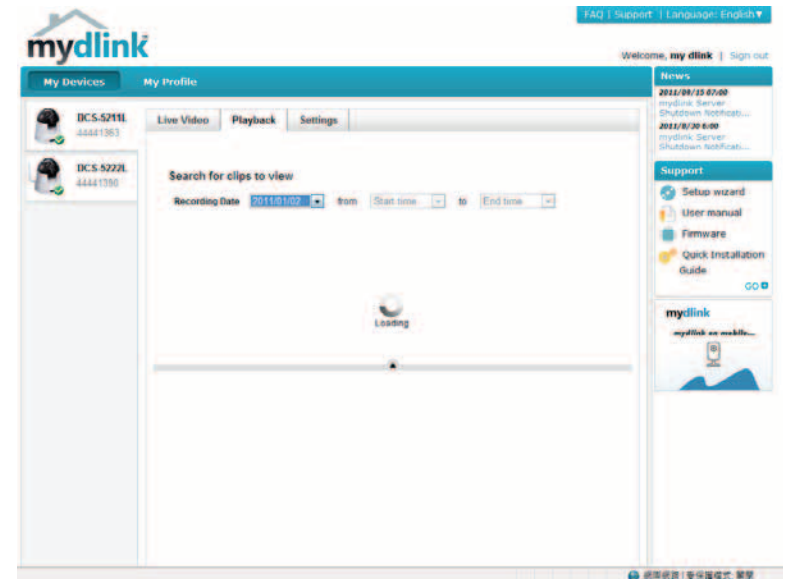 FAQ | Support | Language: English▼
mydlink
Welcome, my dlink | Sign out
My Devices
My Profile
News
2011/09/15 07:00
mydlink Server
Shutdown Notificati...
2011/8/30 6:00
mydlink Server
Shutdown Notificati...
DCS-5211L
44441363
DCS-5222L
44441390
Live Video
Playback
Settings
Search for clips to view
Recording Date 2011/01/02 from Start time to End time
Loading
Support
Setup wizard
User manual
Firmware
Quick Installation
Guide
GO
mydlink
mydlink on mobile...